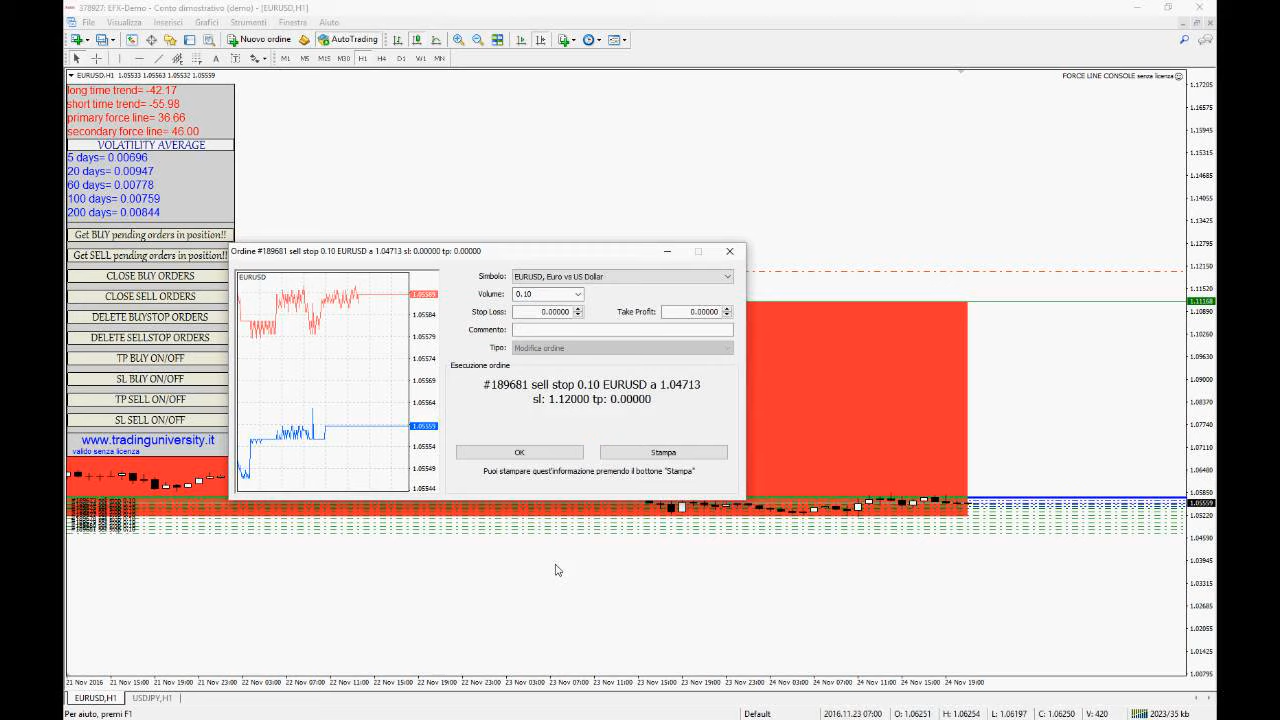 378927: EFX-Demo - Conto dimostrativo (demo) - [EURUSD,H1]
File Visualizza Inserisci Grafici Strumenti Finestra Aiuto
Nuovo ordine AutoTrading
M1 M5 M15 M30 H1 H4 D1 W1 MN
EURUSD,H1 1.05533 1.05563 1.05532 1.05559
FORCE LINE CONSOLE senza licenza
long time trend= -42.17
short time trend= -55.98
primary force line= 36.66
secondary force line= 46.00
VOLATILITY AVERAGE
5 days= 0.00696
20 days= 0.00947
60 days= 0.00778
100 days= 0.00759
200 days= 0.00844
Get BUY pending orders in position!!
Get SELL pending orders in position!!
CLOSE BUY ORDERS
CLOSE SELL ORDERS
DELETE BUYSTOP ORDERS
DELETE SELLSTOP ORDERS
TP BUY ON/OFF
SL BUY ON/OFF
TP SELL ON/OFF
SL SELL ON/OFF
www.tradinguniversity.it
valido senza licenza
Ordine #189681 sell stop 0.10 EURUSD a 1.04713 sl: 0.00000 tp: 0.00000
EURUSD
1.05589
1.05584
1.05579
1.05574
1.05569
1.05564
1.05559
1.05554
1.05549
1.05544
Simbolo: EURUSD, Euro vs US Dollar
Volume: 0.10
Stop Loss: 0.00000 Take Profit: 0.00000
Commento:
Tipo: Modifica ordine
Esecuzione ordine
#189681 sell stop 0.10 EURUSD a 1.04713
sl: 1.12000 tp: 0.00000
OK Stampa
Puoi stampare quest'informazione premendo il bottone "Stampa"
1.17205
1.16575
1.15945
1.15315
1.14685
1.14040
1.13410
1.12780
1.12150
1.11520
1.11168
1.10890
1.10260
1.09630
1.09000
1.08370
1.07740
1.07110
1.06480
1.05850
1.05559
1.05220
1.04590
1.03945
1.03315
1.02685
1.02055
1.01425
1.00795
21 Nov 2016 21 Nov 19:00 21 Nov 23:00 22 Nov 03:00 22 Nov 07:00 22 Nov 11:00 22 Nov 15:00 22 Nov 19:00 22 Nov 23:00 23 Nov 03:00 23 Nov 07:00 23 Nov 11:00 23 Nov 15:00 23 Nov 19:00 23 Nov 23:00 24 Nov 03:00 24 Nov 07:00 24 Nov 11:00 24 Nov 15:00 24 Nov 19:00
EURUSD,H1 USDJPY,H1
Per aiuto, premi F1 Default 2016.11.23 07:00 O: 1.06251 H: 1.06254 L: 1.06197 C: 1.06250 V: 420 2023/35 kb